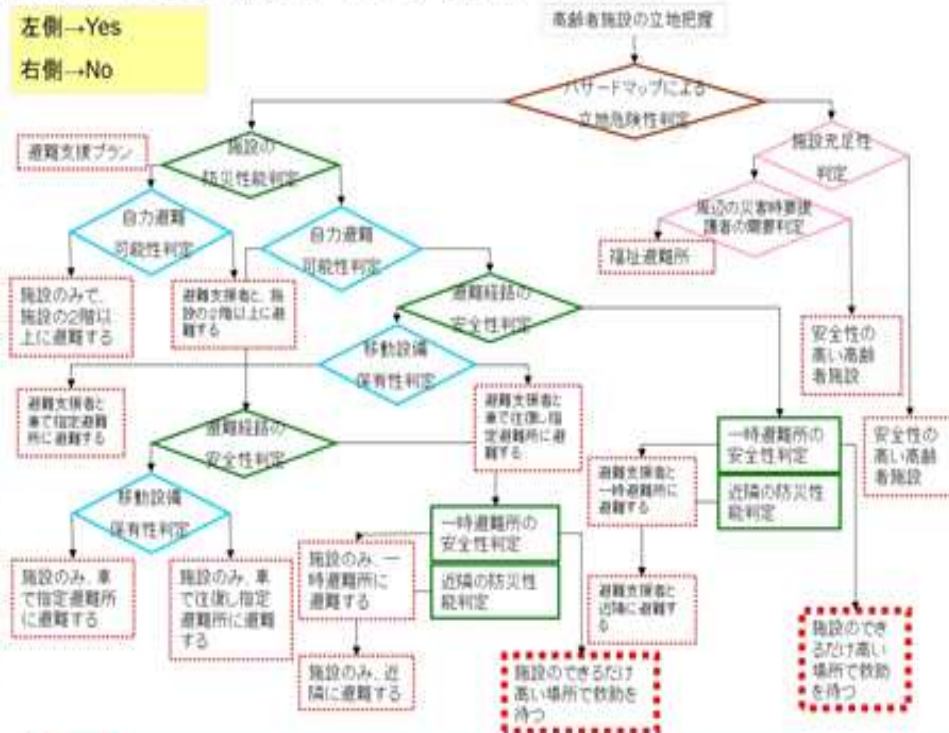 左側→Yes
右側→No
高齢者施設の立地把握
ハザードマップによる
立地危険性判定
避難支援プラン
施設の
防災性能判定
施設充足性
判定
自力避難
可能性判定
自力避難
可能性判定
周辺の災害時要援
護者の需要判定
福祉避難所
施設のみで、
施設の2階以
上に避難する
避難支援者と、施
設の2階以上に避
難する
避難経路の
安全性判定
安全性の
高い高齢
者施設
移動設備
保有性判定
避難支援者と
車で指定避難
所に避難する
避難支援者と
車で往復し指
定避難所に避
難する
避難経路の
安全性判定
一時避難所の
安全性判定
近隣の防災性
能判定
安全性の
高い高齢
者施設
避難支援者と
一時避難所に
避難する
移動設備
保有性判定
一時避難所の
安全性判定
近隣の防災性
能判定
施設のみ、一
時避難所に
避難する
施設のみ、車
で指定避難所
に避難する
施設のみ、車
で往復し指定
避難所に避難
する
避難支援者と
近隣に避難す
る
施設のみ、近
隣に避難する
施設のできるだけ
高い場所で救助を
待つ
施設のでき
るだけ高い
場所で救助
を待つ